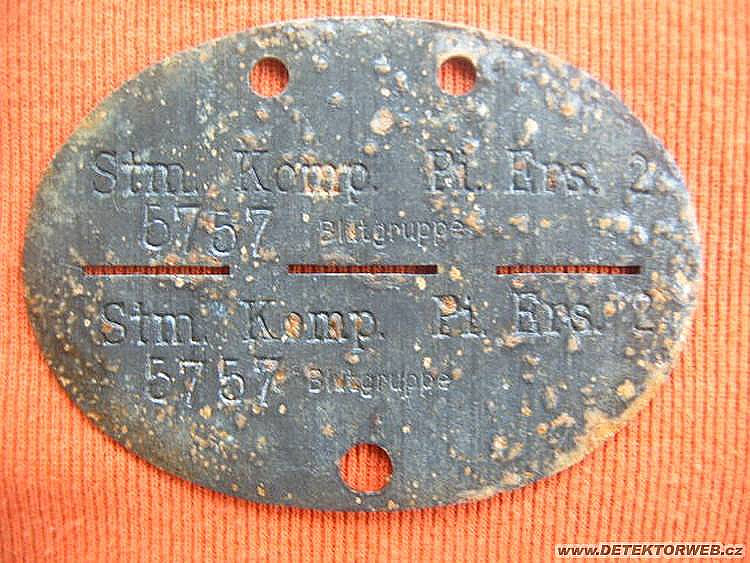 Stm. Komp. Pi. Ers. 2
5757 Blutgruppe
Stm. Komp. Pi. Ers. 2
5757 Blutgruppe
www.DETEKTORWEB.cz